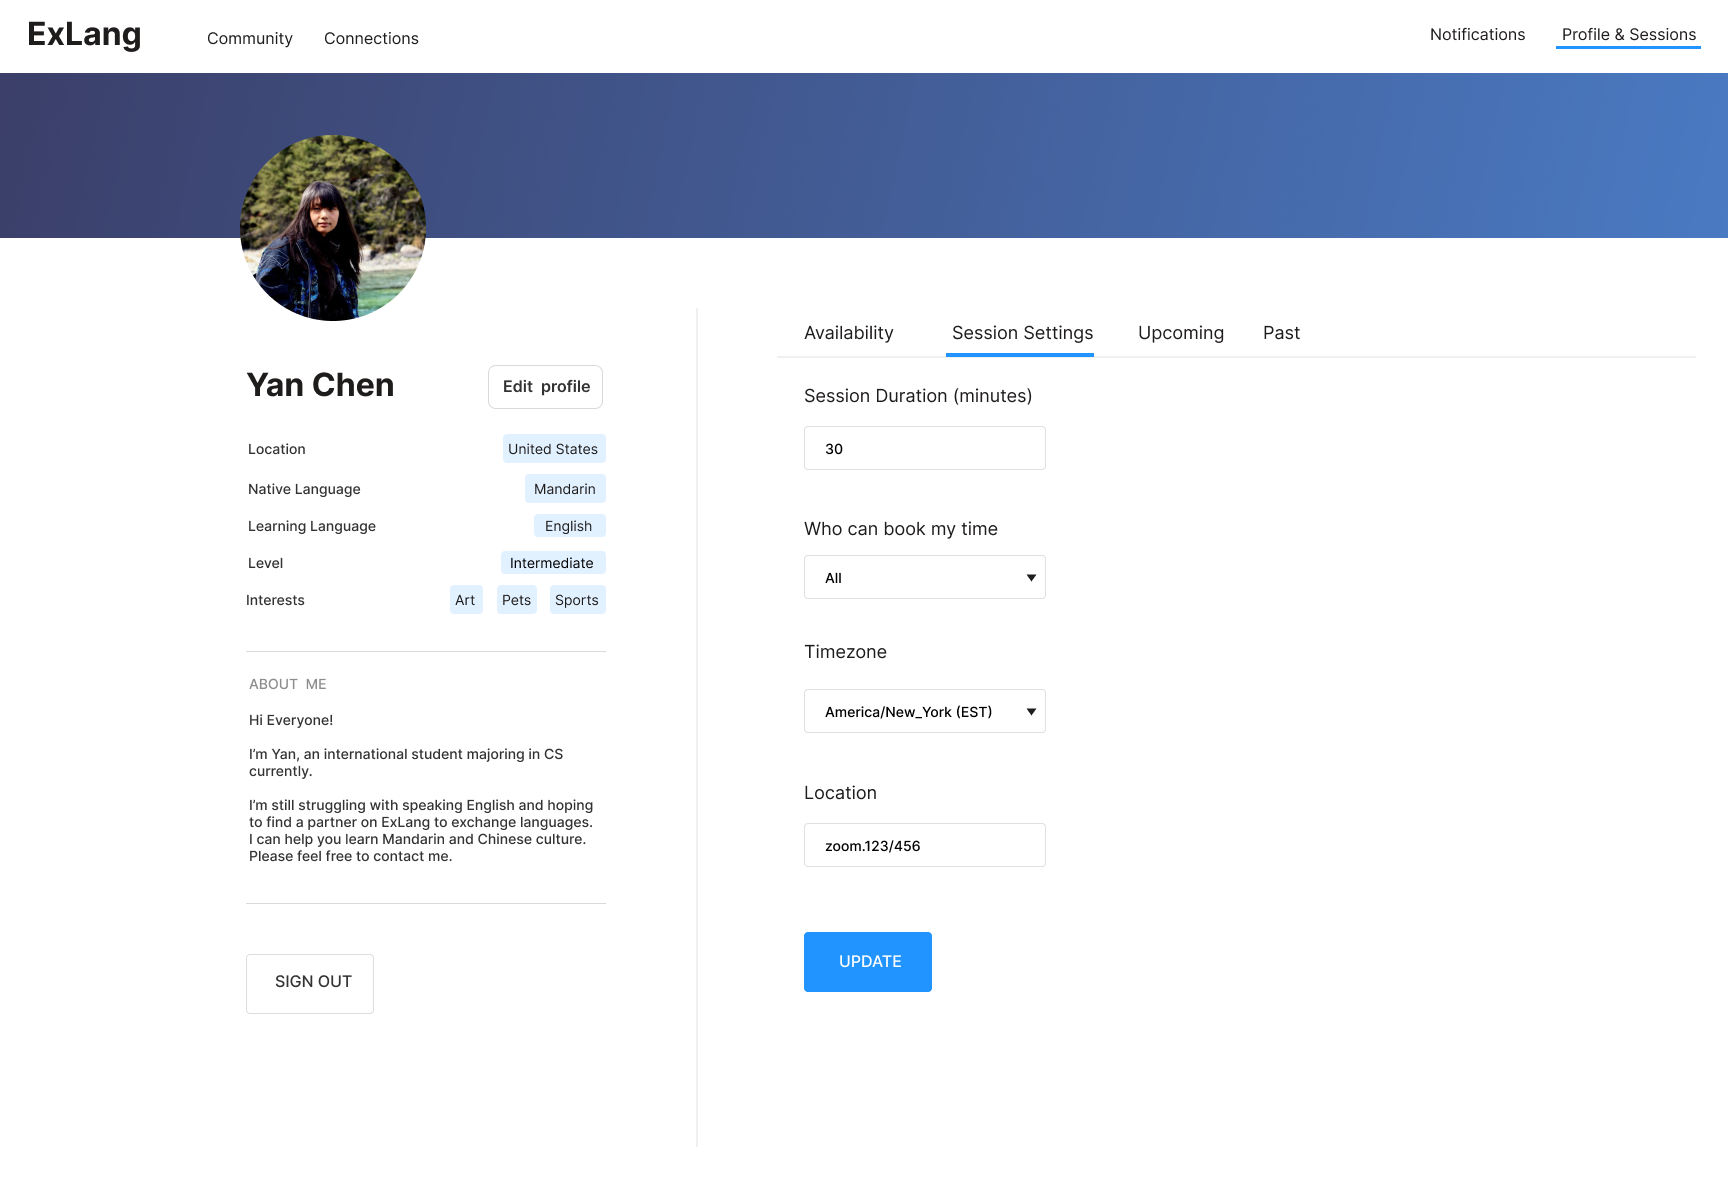 ExLang
Community
Connections
Notifications
Profile & Sessions
Yan Chen
Edit profile
Location
United States
Native Language
Mandarin
Learning Language
English
Level
Intermediate
Interests
Art
Pets
Sports
ABOUT ME
Hi Everyone!
I’m Yan, an international student majoring in CS
currently.
I’m still struggling with speaking English and hoping
to find a partner on ExLang to exchange languages.
I can help you learn Mandarin and Chinese culture.
Please feel free to contact me.
SIGN OUT
Availability
Session Settings
Upcoming
Past
Session Duration (minutes)
30
Who can book my time
All
Timezone
America/New_York (EST)
Location
zoom.123/456
UPDATE